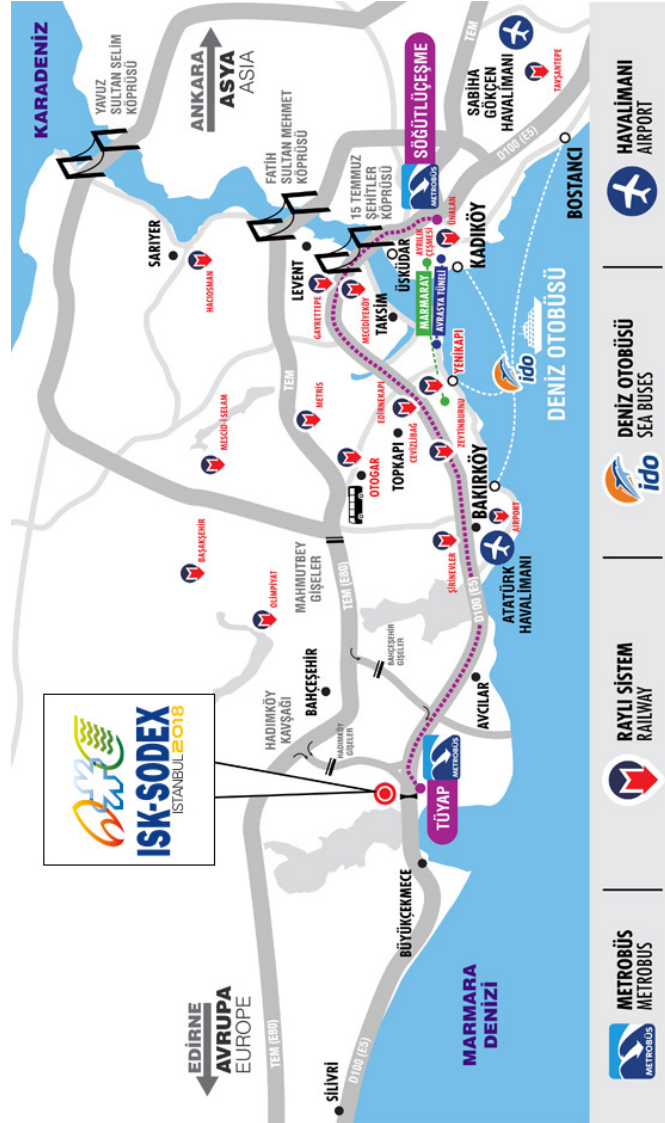 KARADENİZ
YAVUZ
SULTAN SELİM
KÖPRÜSÜ
ANKARA
ASYA
ASIA
FATİH
SULTAN MEHMET
KÖPRÜSÜ
15 TEMMUZ
ŞEHİTLER
KÖPRÜSÜ
TEM
SÖĞÜTLÜÇEŞME
METROBÜS
SABİHA
GÖKÇEN
HAVALİMANI
TAVŞANTEPE
D100 (E5)
SARIYER
HACIOSMAN
LEVENT
GAYRETTEPE
MECİDİYEKÖY
TAKSİM
ÜSKÜDAR
AYRILIK
ÇEŞMESİ
ÜNALAN
KADIKÖY
MARMARAY
AVRASYA TÜNELİ
BOSTANCI
TEM
MESCİD-İ SELAM
METRİS
EDİRNEKAPI
OTOGAR
TOPKAPI
CEVİZLİBAĞ
YENİKAPI
ZEYTİNBURNU
ido
DENİZ OTOBÜSÜ
BAŞAKŞEHİR
OLİMPİYAT
MAHMUTBEY
GİŞELER
TEM (E80)
ŞİRİNEVLER
BAKIRKÖY
AIRPORT
ATATÜRK
HAVALİMANI
D100 (E5)
ISK-SODEX
ISTANBUL 2018
HADIMKÖY
KAVŞAĞI
BAHÇEŞEHİR
BAHÇEŞEHİR
GİŞELER
HADIMKÖY
GİŞELER
AVCILAR
METROBÜS
TÜYAP
BÜYÜKÇEKMECE
EDİRNE
AVRUPA
EUROPE
TEM (E80)
D100 (E5)
SİLİVRİ
MARMARA
DENİZİ
METROBÜS
METROBÜS
METROBUS
RAYLI SİSTEM
RAILWAY
ido
DENİZ OTOBÜSÜ
SEA BUSES
HAVALİMANI
AIRPORT